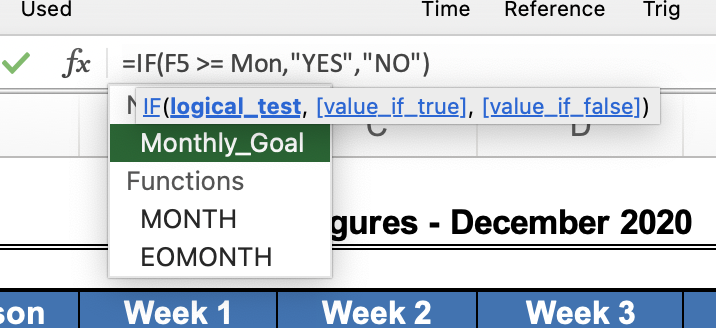 Used Time Reference Trig
fx =IF(F5 >= Mon,"YES","NO")
IF(logical_test, [value_if_true], [value_if_false])
Monthly_Goal
Functions
MONTH
EOMONTH
gures - December 2020
son Week 1 Week 2 Week 3